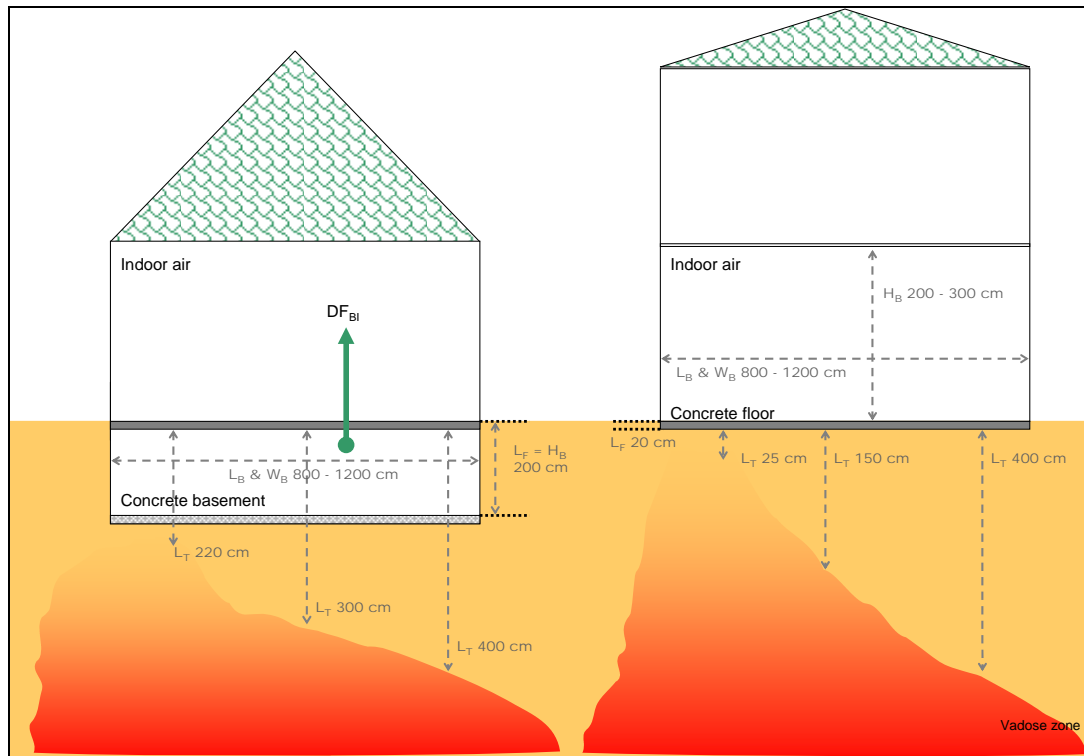 Indoor air
DF_BI
L_B & W_B 800 - 1200 cm
Concrete basement
L_F = H_B
200 cm
L_T 220 cm
L_T 300 cm
L_T 400 cm
Indoor air
H_B 200 - 300 cm
L_B & W_B 800 - 1200 cm
Concrete floor
L_F 20 cm
L_T 25 cm
L_T 150 cm
L_T 400 cm
Vadose zone